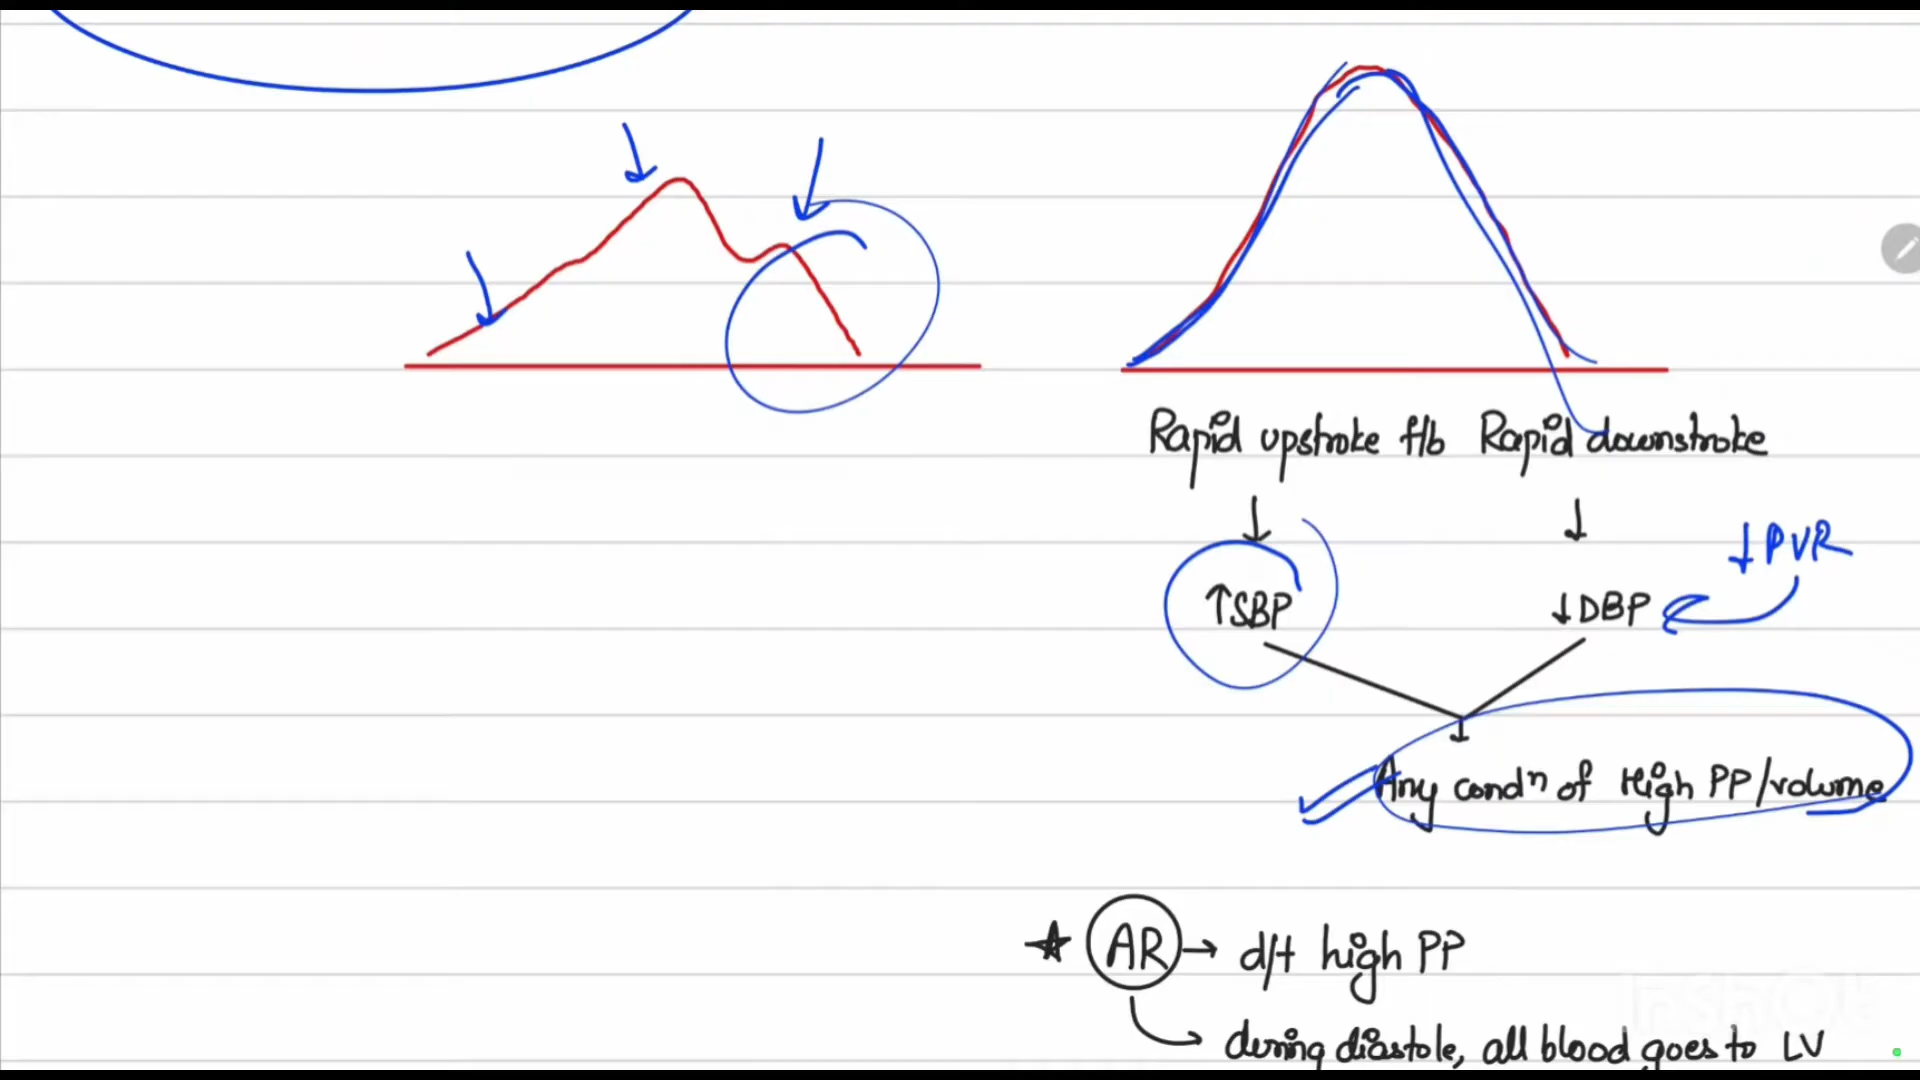 Rapid upstroke f/b Rapid downstroke
↓ PVR
↑SBP ↓DBP
Any condⁿ of High PP/volume
★ AR → d/t high PP
during diastole, all blood goes to LV